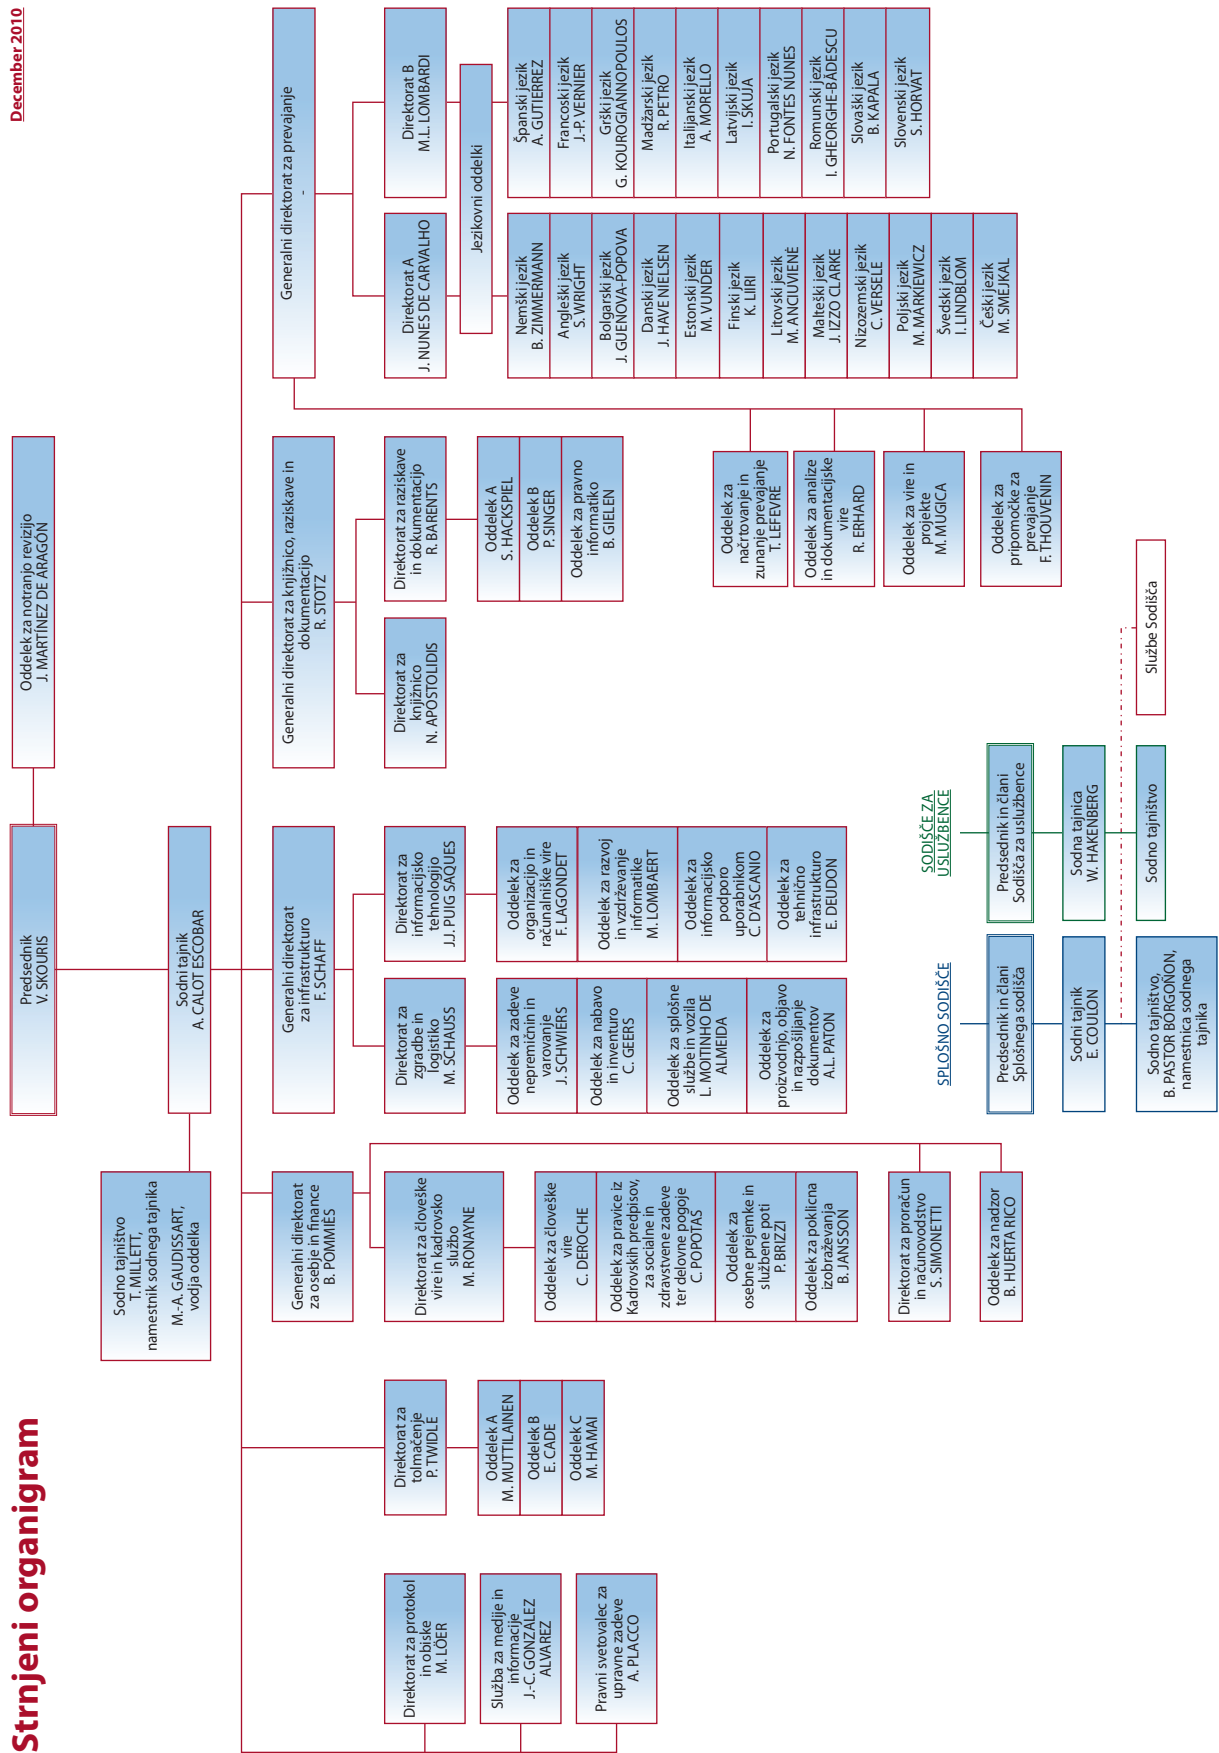 Strnjeni organigram
December 2010
Predsednik
V. SKOURIS
Oddelek za notranjo revizijo
J. MARTÍNEZ DE ARAGÓN
Sodno tajništvo
T. MILLETT,
namestnik sodnega tajnika
M.-A. GAUDISSART,
vodja oddelka
Sodni tajnik
A. CALOT ESCOBAR
Direktorat za protokol
in obiske
M. LÖER
Služba za medije in
informacije
J.-C. GONZALEZ
ALVAREZ
Pravni svetovalec za
upravne zadeve
A. PLACCO
Direktorat za
tolmačenje
P. TWIDLE
Oddelek A
M. MUTTILAINEN
Oddelek B
E. CADE
Oddelek C
M. HAMAI
Generalni direktorat
za osebje in finance
B. POMMIÈS
Direktorat za človeške
vire in kadrovsko
službo
M. RONAYNE
Oddelek za človeške
vire
C. DEROCHE
Oddelek za pravice iz
Kadrovskih predpisov,
za socialne in
zdravstvene zadeve
ter delovne pogoje
C. POPOTAS
Oddelek za
osebne prejemke in
službene poti
P. BRIZZI
Oddelek za poklicna
izobraževanja
B. JANSSON
Direktorat za proračun
in računovodstvo
S. SIMONETTI
Oddelek za nadzor
B. HUERTA RICO
Generalni direktorat
za infrastrukturo
F. SCHAFF
Direktorat za
zgradbe in
logistiko
M. SCHAUSS
Oddelek za zadeve
nepremičnin in
varovanje
J. SCHWIERS
Oddelek za nabavo
in inventuro
C. GEERS
Oddelek za splošne
službe in vozila
L. MOITINHO DE
ALMEIDA
Oddelek za
proizvodnjo, objavo
in razpošiljanje
dokumentov
A.L. PATON
Direktorat za
informacijsko
tehnologijo
J.J. PUIG SAQUES
Oddelek za
organizacijo in
računalniške vire
F. LAGONDET
Oddelek za razvoj
in vzdrževanje
informatike
M. LOMBAERT
Oddelek za
informacijsko
podporo
uporabnikom
C. D'ASCANIO
Oddelek za
tehnično
infrastrukturo
E. DEUDON
Generalni direktorat za knjižnico, raziskave in
dokumentacijo
R. STOTZ
Direktorat za
knjižnico
N. APOSTOLIDIS
Direktorat za raziskave
in dokumentacijo
R. BARENTS
Oddelek A
S. HACKSPIEL
Oddelek B
P. SINGER
Oddelek za pravno
informatiko
B. GIELEN
Generalni direktorat za prevajanje
-
Direktorat A
J. NUNES DE CARVALHO
Direktorat B
M.L. LOMBARDI
Jezikovni oddelki
Nemški jezik
B. ZIMMERMANN
Angleški jezik
S. WRIGHT
Bolgarski jezik
J. GUENOVA-POPOVA
Danski jezik
J. HAVE NIELSEN
Estonski jezik
M. VUNDER
Finski jezik
K. LIIRI
Litovski jezik
M. ANCIUVIENĖ
Malteški jezik
J. IZZO CLARKE
Nizozemski jezik
C. VERSELE
Poljski jezik
M. MARKIEWICZ
Švedski jezik
I. LINDBLOM
Češki jezik
M. SMEJKAL
Španski jezik
A. GUTIERREZ
Francoski jezik
J.-P. VERNIER
Grški jezik
G. KOUROGIANNOPOULOS
Madžarski jezik
R. PETRO
Italijanski jezik
A. MORELLO
Latvijski jezik
I. SKUJA
Portugalski jezik
N. FONTES NUNES
Romunski jezik
I. GHEORGHE-BĂDESCU
Slovaški jezik
B. KAPALA
Slovenski jezik
S. HORVAT
Oddelek za
načrtovanje in
zunanje prevajanje
T. LEFEVRE
Oddelek za analize
in dokumentacijske
vire
R. ERHARD
Oddelek za vire in
projekte
M. MUGICA
Oddelek za
pripomočke za
prevajanje
F. THOUVENIN
SPLOŠNO SODIŠČE
Predsednik in člani
Splošnega sodišča
Sodni tajnik
E. COULON
Sodno tajništvo,
B. PASTOR BORGOÑON,
namestnica sodnega
tajnika
SODIŠČE ZA
USLUŽBENCE
Predsednik in člani
Sodišča za uslužbence
Sodna tajnica
W. HAKENBERG
Sodno tajništvo
Službe Sodišča